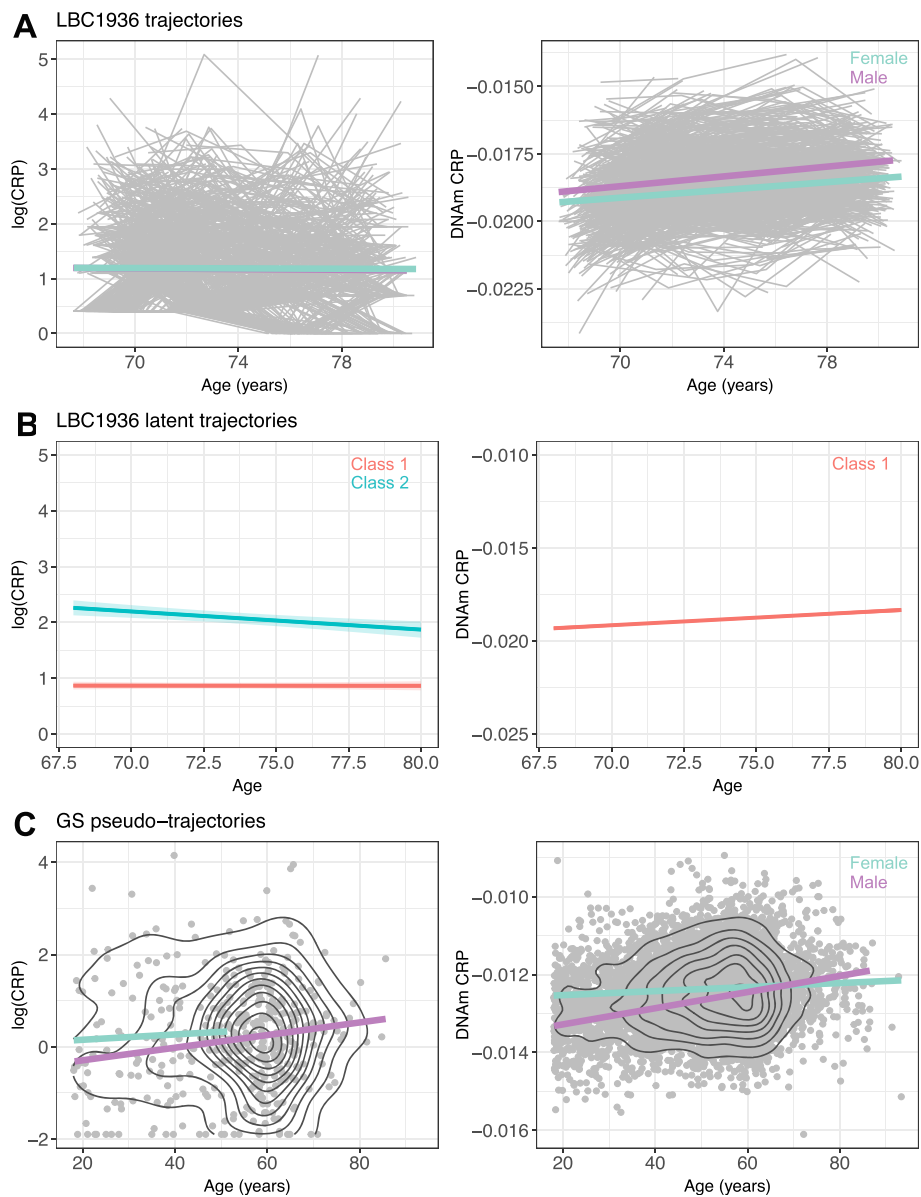 A LBC1936 trajectories
5
4
3
2
1
0
log(CRP)
70 74 78
Age (years)
Female
Male
−0.0150
−0.0175
−0.0200
−0.0225
DNAm CRP
70 74 78
Age (years)
B LBC1936 latent trajectories
Class 1
Class 2
5
4
3
2
1
0
log(CRP)
67.5 70.0 72.5 75.0 77.5 80.0
Age
Class 1
−0.010
−0.015
−0.020
−0.025
DNAm CRP
67.5 70.0 72.5 75.0 77.5 80.0
Age
C GS pseudo−trajectories
4
2
0
−2
log(CRP)
20 40 60 80
Age (years)
Female
Male
−0.010
−0.012
−0.014
−0.016
DNAm CRP
20 40 60 80
Age (years)